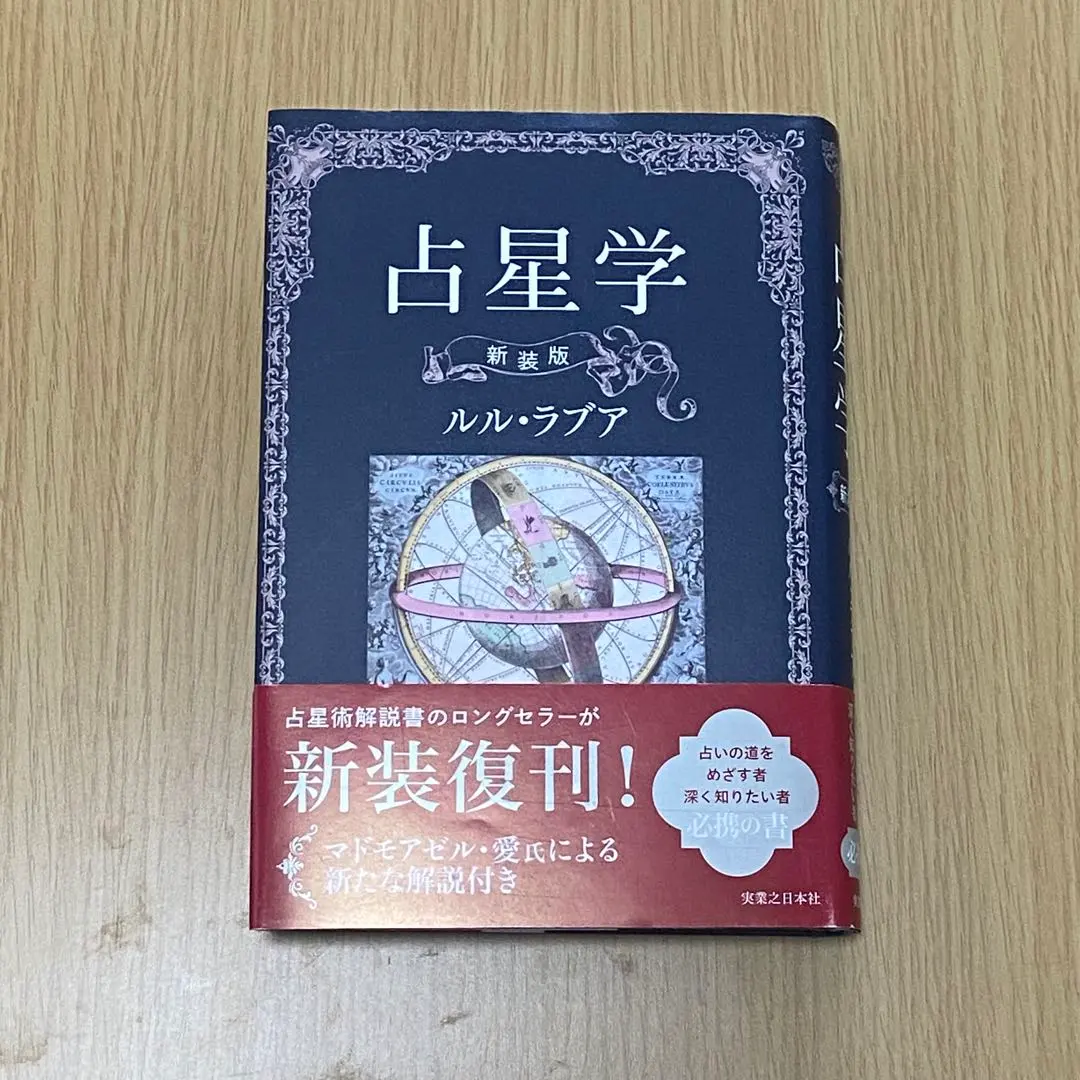 占星学
新装版
ルル・ラブア
CIRCULIS
占星術解説書のロングセラーが
新装復刊！
マドモアゼル・愛氏による
新たな解説付き
占いの道を
めざす者
深く知りたい者
必携の書
実業之日本社